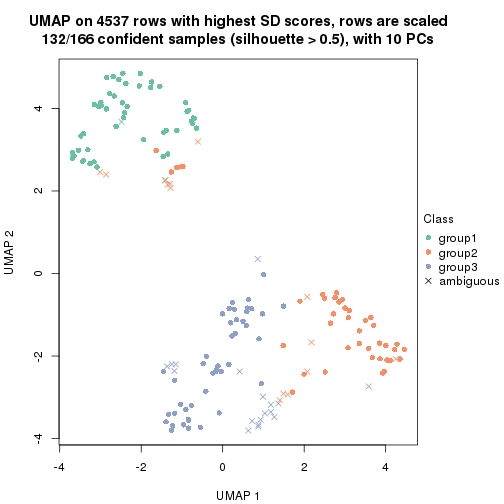 UMAP on 4537 rows with highest SD scores, rows are scaled
132/166 confident samples (silhouette > 0.5), with 10 PCs
4
2
0
-2
-4
UMAP 2
-4
-2
0
2
4
UMAP 1
Class
group1
group2
group3
ambiguous